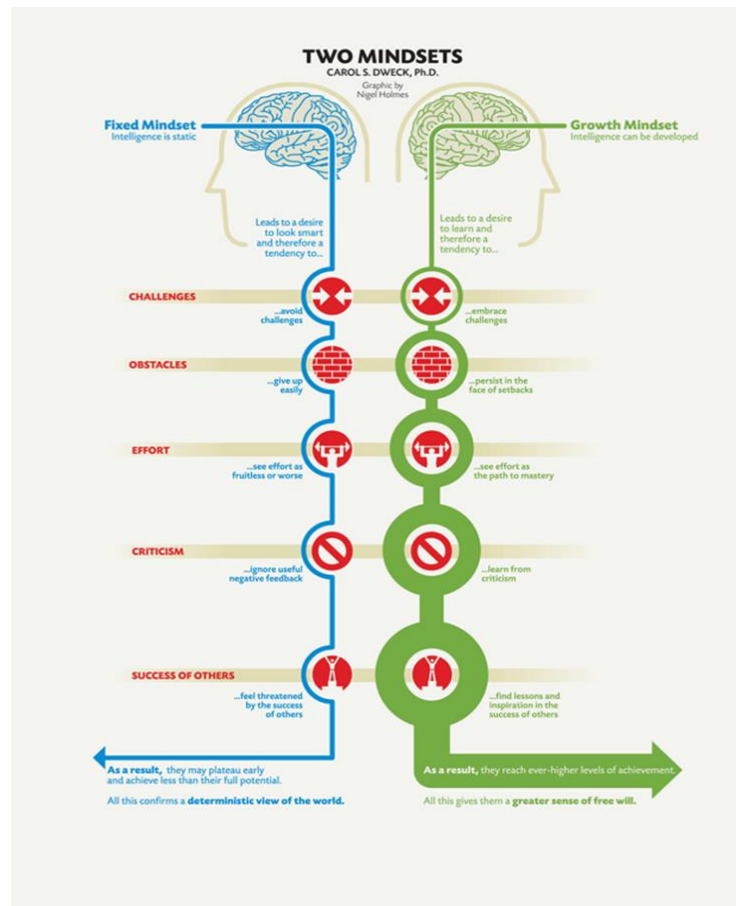 TWO MINDSETS
CAROL S. DWECK, Ph.D.
Graphic by
Nigel Holmes
Fixed Mindset
Intelligence is static
Growth Mindset
Intelligence can be developed
Leads to a desire
to look smart
and therefore a
tendency to...
Leads to a desire
to learn and
therefore a
tendency to...
CHALLENGES
...avoid
challenges
...embrace
challenges
OBSTACLES
...give up
easily
...persist in the
face of setbacks
EFFORT
...see effort as
fruitless or worse
...see effort as
the path to mastery
CRITICISM
...ignore useful
negative feedback
...learn from
criticism
SUCCESS OF OTHERS
...feel threatened
by the success
of others
...find lessons and
inspiration in the
success of others
As a result, they may plateau early
and achieve less than their full potential.
All this confirms a deterministic view of the world.
As a result, they reach ever-higher levels of achievement.
All this gives them a greater sense of free will.